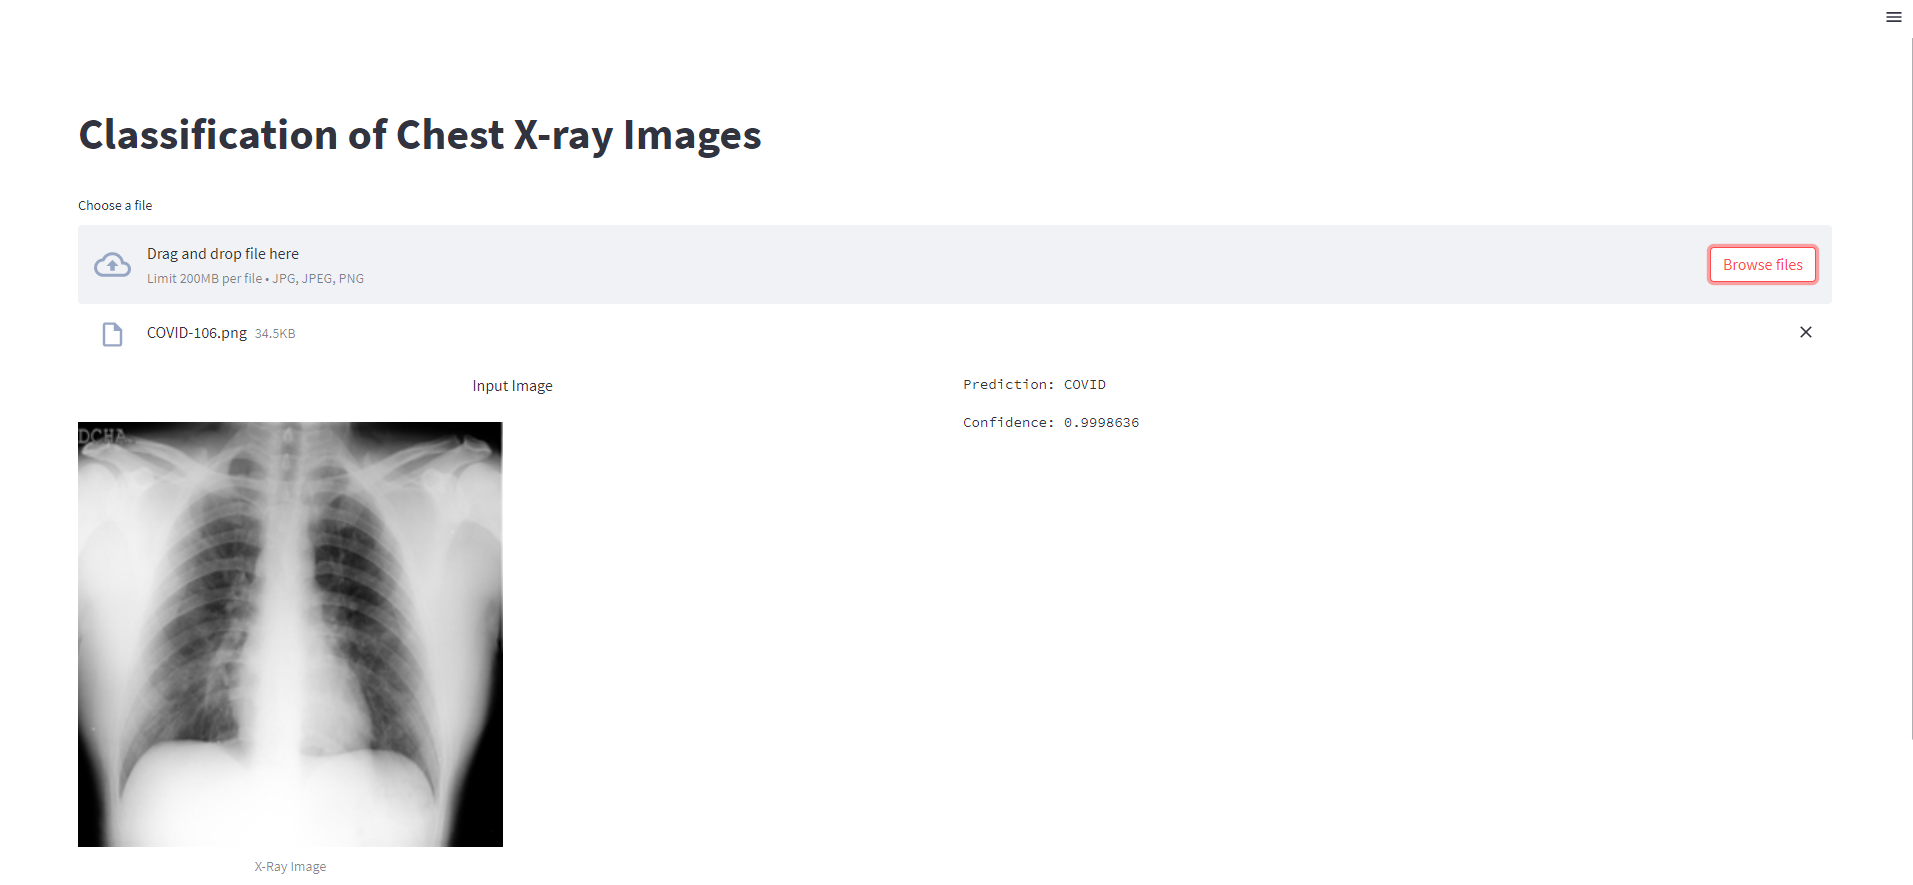 Classification of Chest X-ray Images
Choose a file
Drag and drop file here
Limit 200MB per file • JPG, JPEG, PNG
Browse files
COVID-106.png 34.5KB
Input Image
Prediction: COVID
Confidence: 0.9998636
DCHA
X-Ray Image